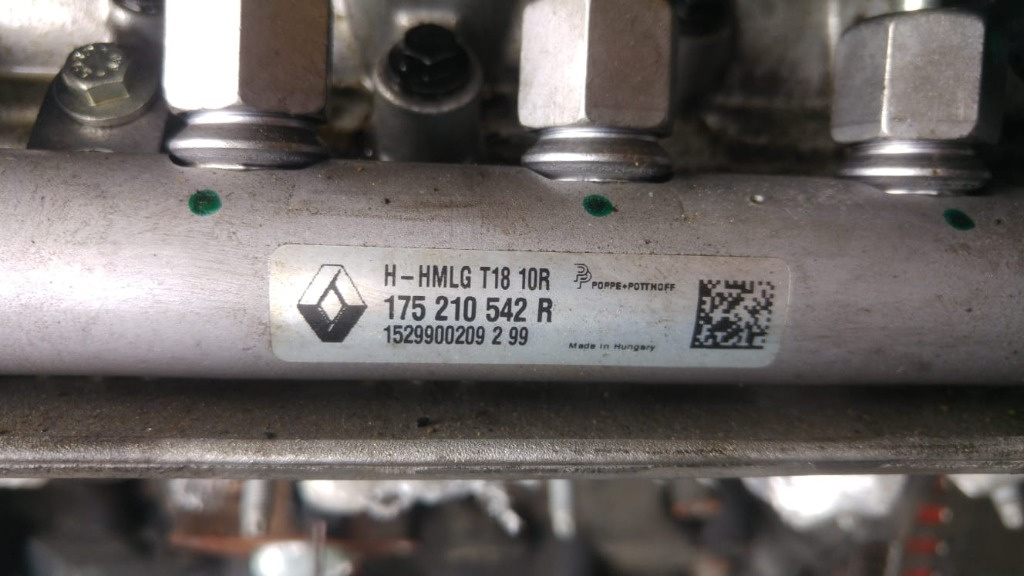 H-HMLG T18 10R
POPPE+POTTHOFF
175 210 542 R
1529900209 2 99
Made in Hungary